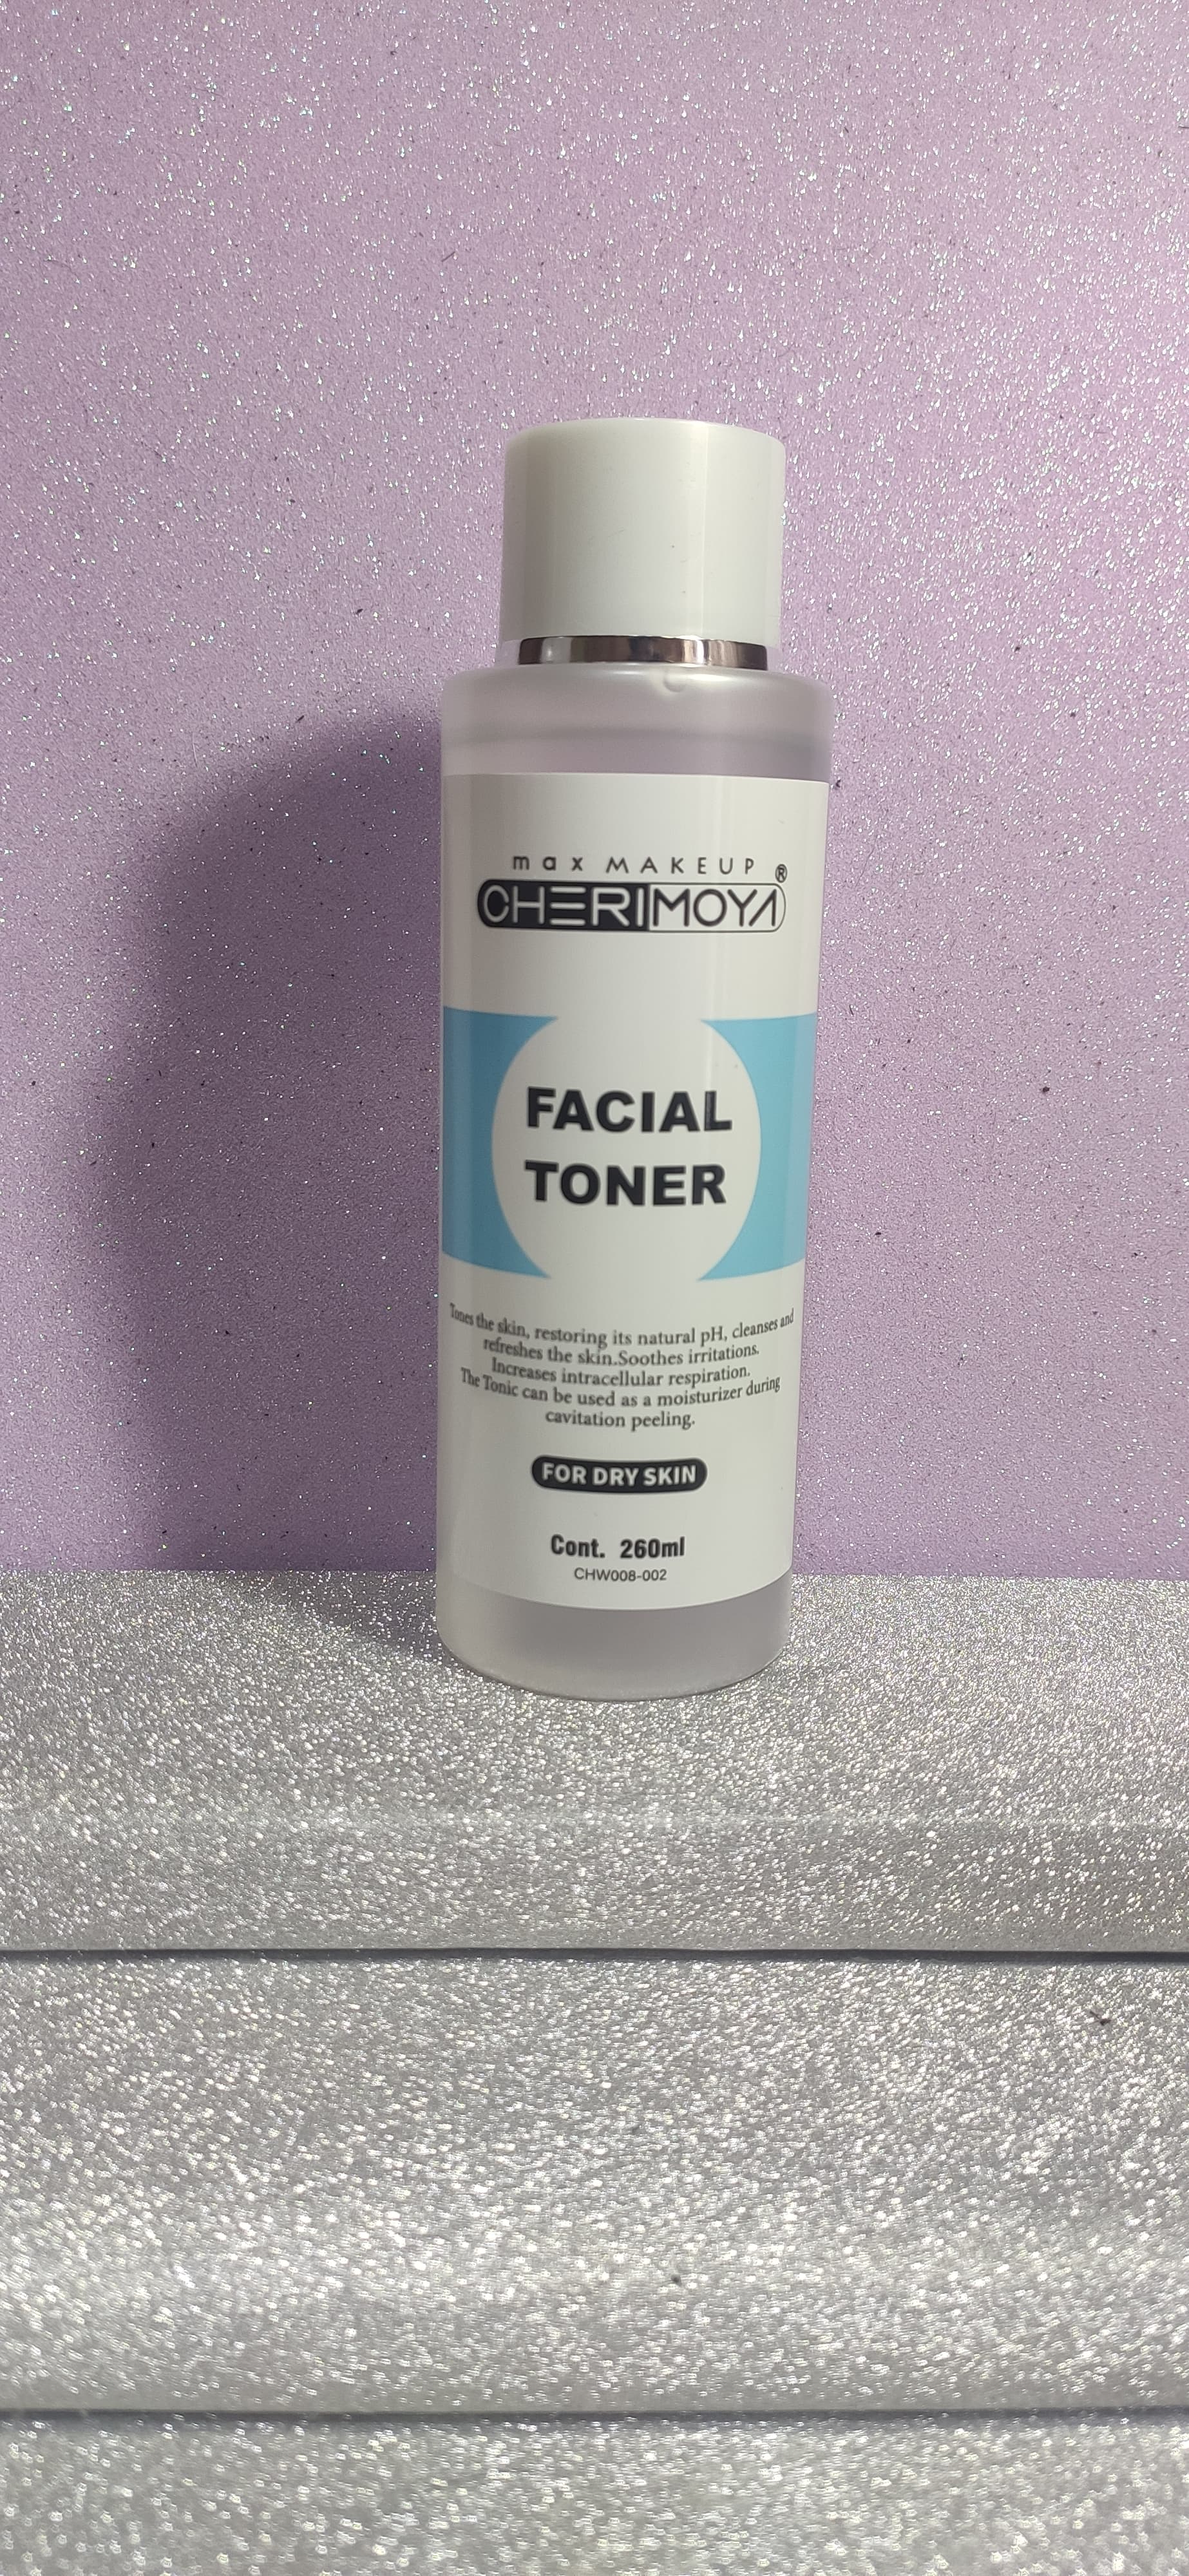 max MAKEUP
CHERIMOYA®
FACIAL
TONER
Tones the skin, restoring its natural pH, cleanses and
refreshes the skin.Soothes irritations.
Increases intracellular respiration.
The Tonic can be used as a moisturizer during
cavitation peeling.
FOR DRY SKIN
Cont. 260ml
CHW008-002